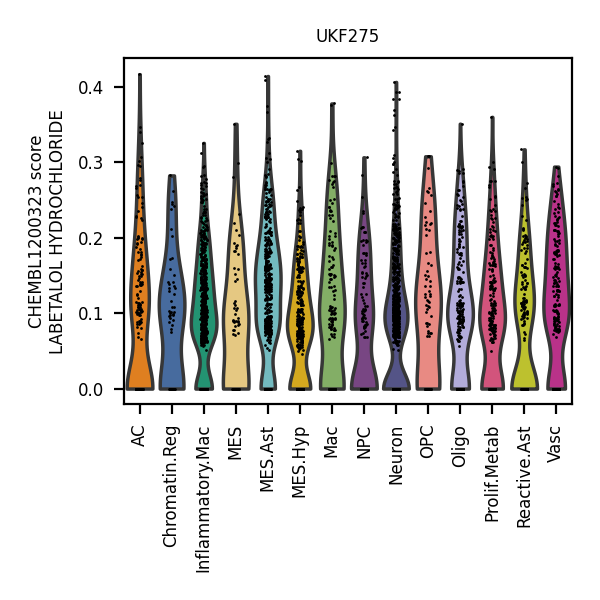 UKF275
CHEMBL1200323 score
LABETALOL HYDROCHLORIDE
0.4
0.3
0.2
0.1
0.0
AC
Chromatin.Reg
Inflammatory.Mac
MES
MES.Ast
MES.Hyp
Mac
NPC
Neuron
OPC
Oligo
Prolif.Metab
Reactive.Ast
Vasc